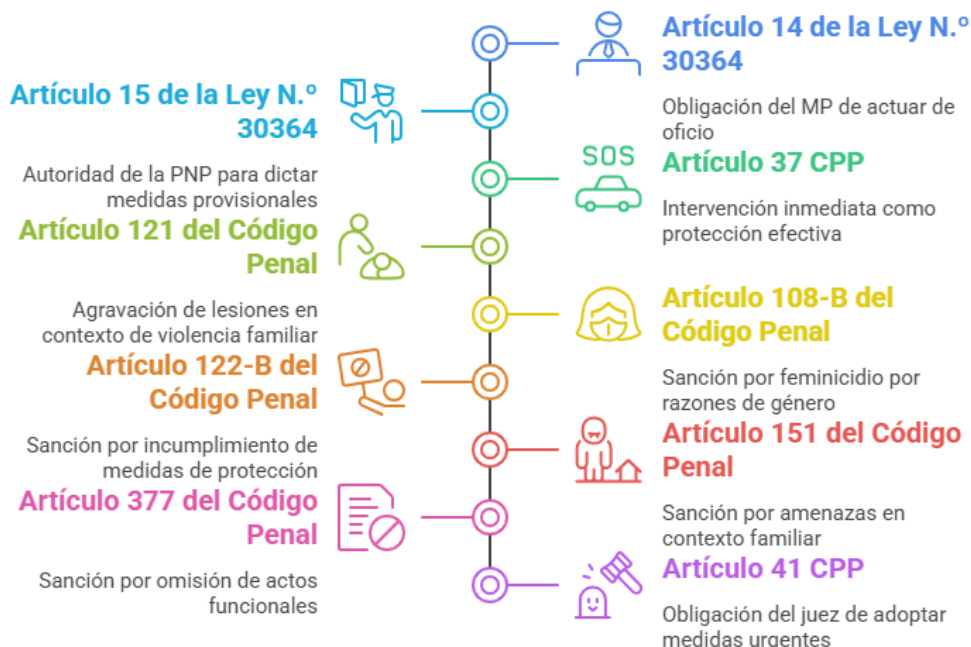 Artículo 14 de la Ley N.º
30364
Obligación del MP de actuar de
oficio
Artículo 15 de la Ley N.º
30364
Autoridad de la PNP para dictar
medidas provisionales
SOS
Artículo 37 CPP
Intervención inmediata como
protección efectiva
Artículo 121 del Código
Penal
Agravación de lesiones en
contexto de violencia familiar
Artículo 108-B del
Código Penal
Sanción por feminicidio por
razones de género
Artículo 122-B del
Código Penal
Sanción por incumplimiento de
medidas de protección
Artículo 151 del Código
Penal
Sanción por amenazas en
contexto familiar
Artículo 377 del Código
Penal
Sanción por omisión de actos
funcionales
Artículo 41 CPP
Obligación del juez de adoptar
medidas urgentes